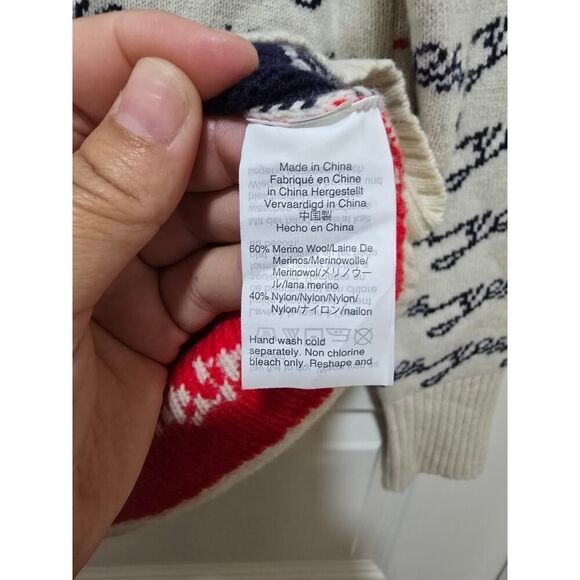 Made in China
Fabriqué en Chine
in China Hergestellt
Vervaardigd in China
中国製
Hecho en China
60% Merino Wool/Laine De
Merinos/Merinowolle/
Merinowol/メリノウー
ル/lana merino
40% Nylon/Nylon/Nylon/
Nylon/ナイロン/nailon
Hand wash cold
separately. Non chlorine
bleach only. Reshape and